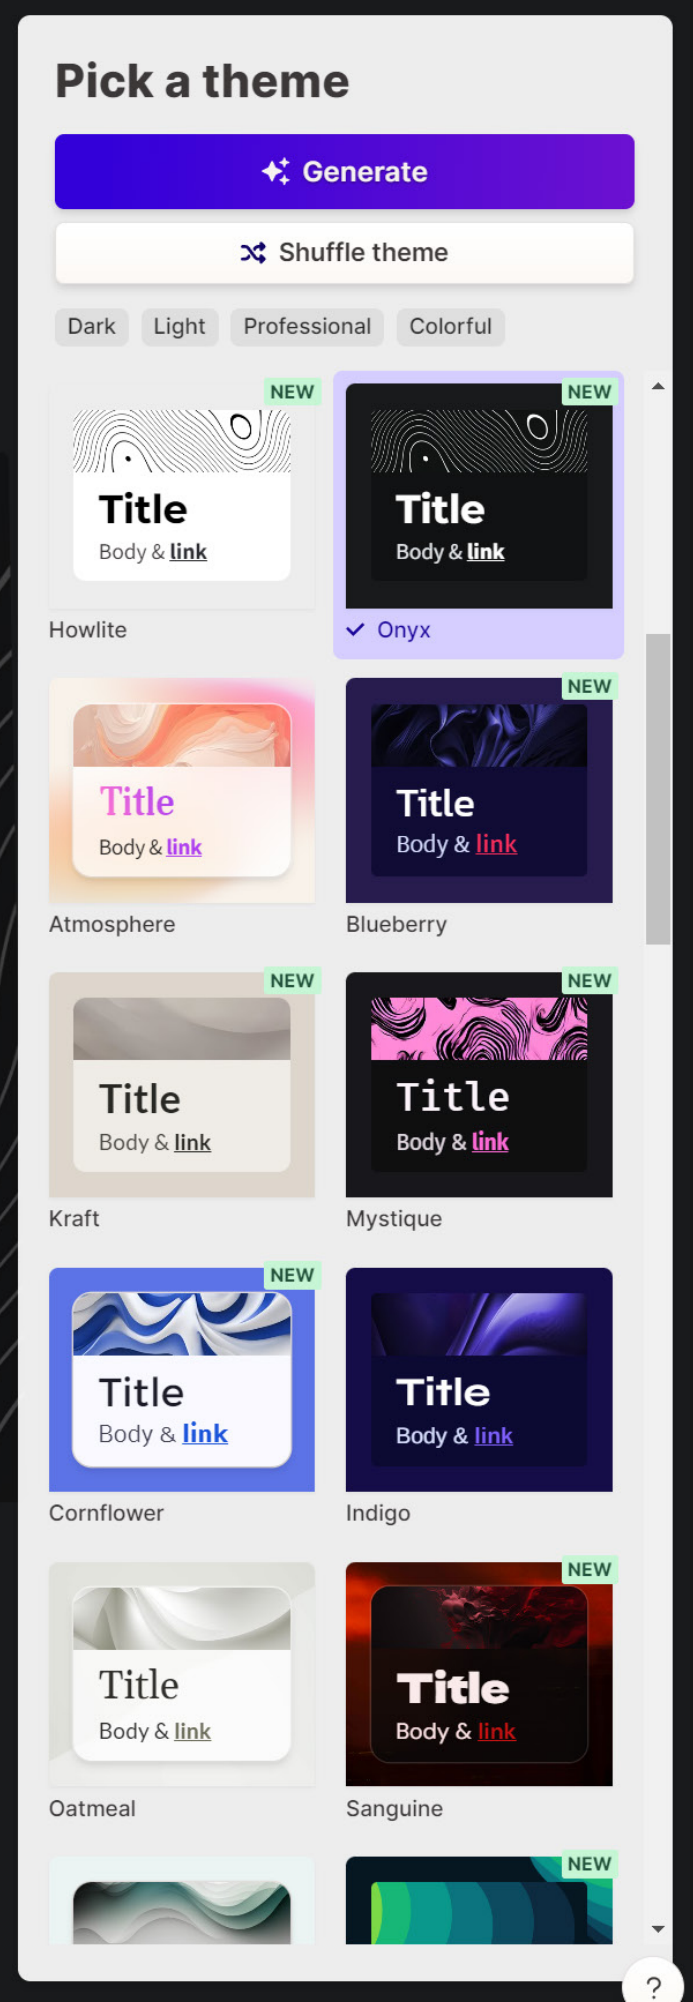 Pick a theme
Generate
Shuffle theme
Dark Light Professional Colorful
NEW
Title
Body & link
Howlite
NEW
Title
Body & link
Onyx
Title
Body & link
Atmosphere
NEW
Title
Body & link
Blueberry
NEW
Title
Body & link
Kraft
NEW
Title
Body & link
Mystique
NEW
Title
Body & link
Cornflower
Title
Body & link
Indigo
Title
Body & link
Oatmeal
NEW
Title
Body & link
Sanguine
NEW
?